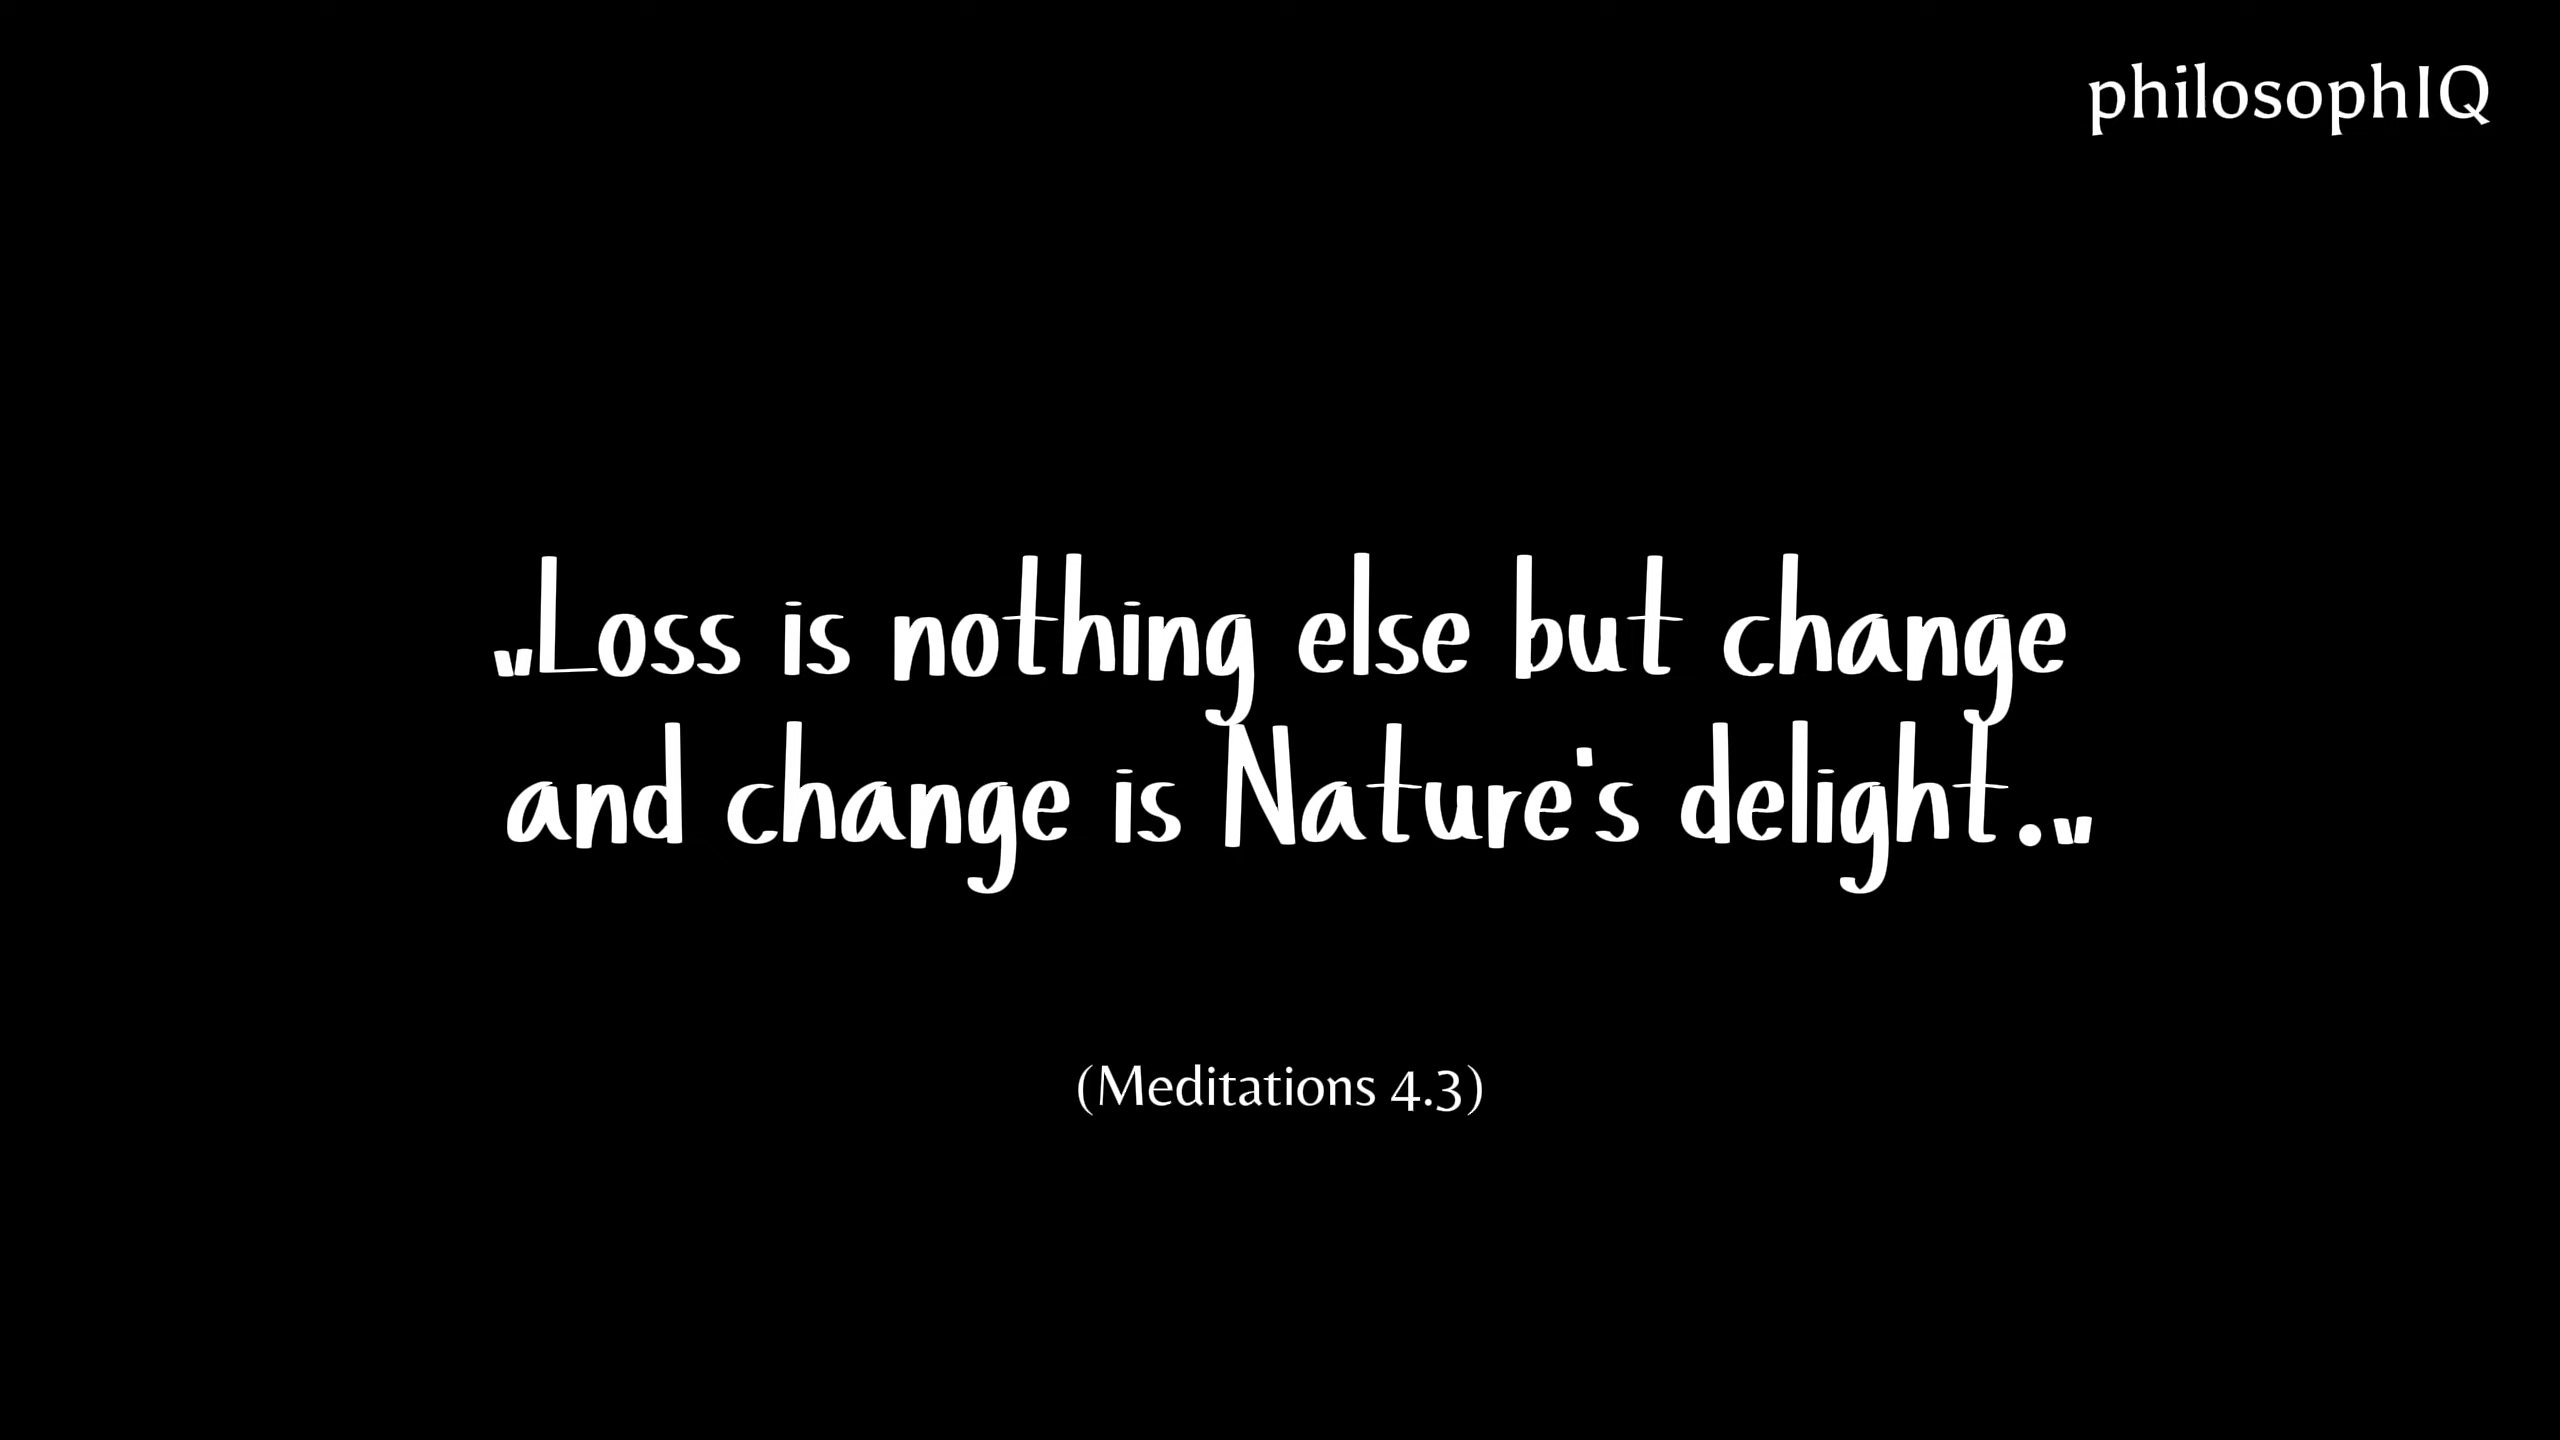 philosophIQ
„Loss is nothing else but change
and change is Nature's delight.„
(Meditations 4.3)